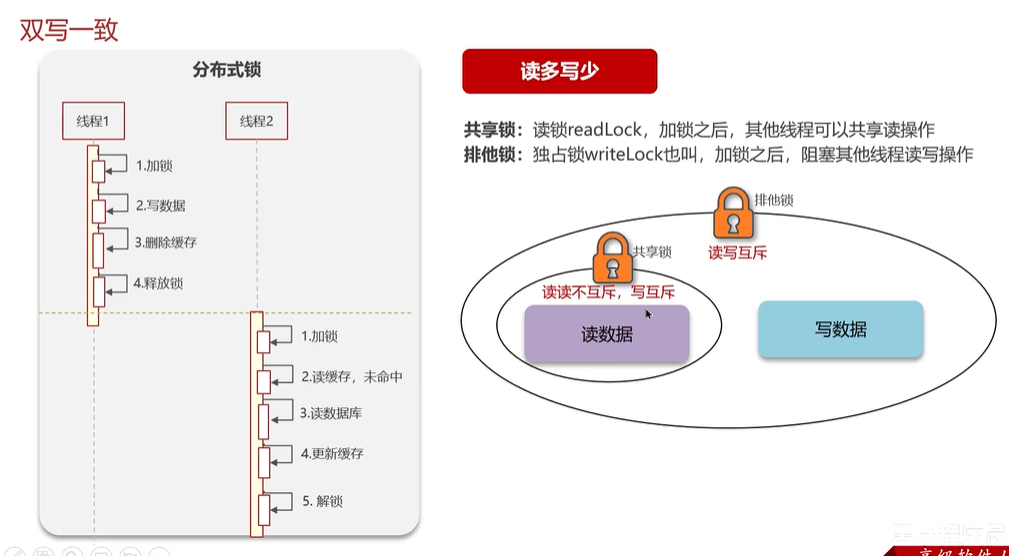 双写一致
分布式锁
线程1
线程2
1.加锁
2.写数据
3.删除缓存
4.释放锁
1.加锁
2.读缓存，未命中
3.读数据库
4.更新缓存
5. 解锁
读多写少
共享锁：读锁readLock，加锁之后，其他线程可以共享读操作
排他锁：独占锁writeLock也叫，加锁之后，阻塞其他线程读写操作
排他锁
读写互斥
共享锁
读读不互斥，写互斥
读数据
写数据